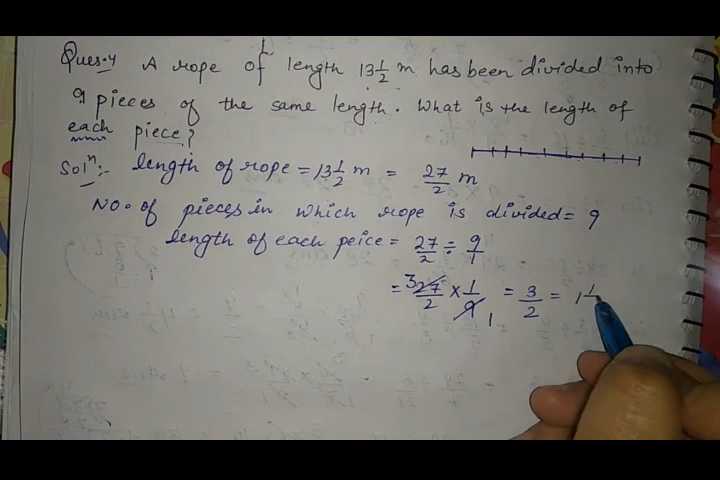 Ques.4 A rope of length 13 1/2 m has been divided into
9 pieces of the same length. What is the length of
each piece?
Solⁿ:- length of rope = 13 1/2 m = 27/2 m
No. of pieces in which rope is divided = 9
length of each peice = 27/2 ÷ 9/1
= 3 27/2 × 1/9 1 = 3/2 = 1 1